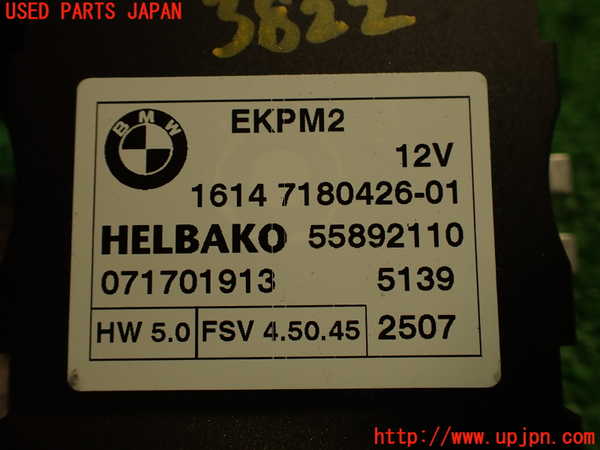 USED PARTS JAPAN
3822
BMW
EKPM2
12V
1614 7180426-01
HELBAKO 55892110
071701913 5139
HW 5.0 FSV 4.50.45 2507
http://www.upjpn.com/